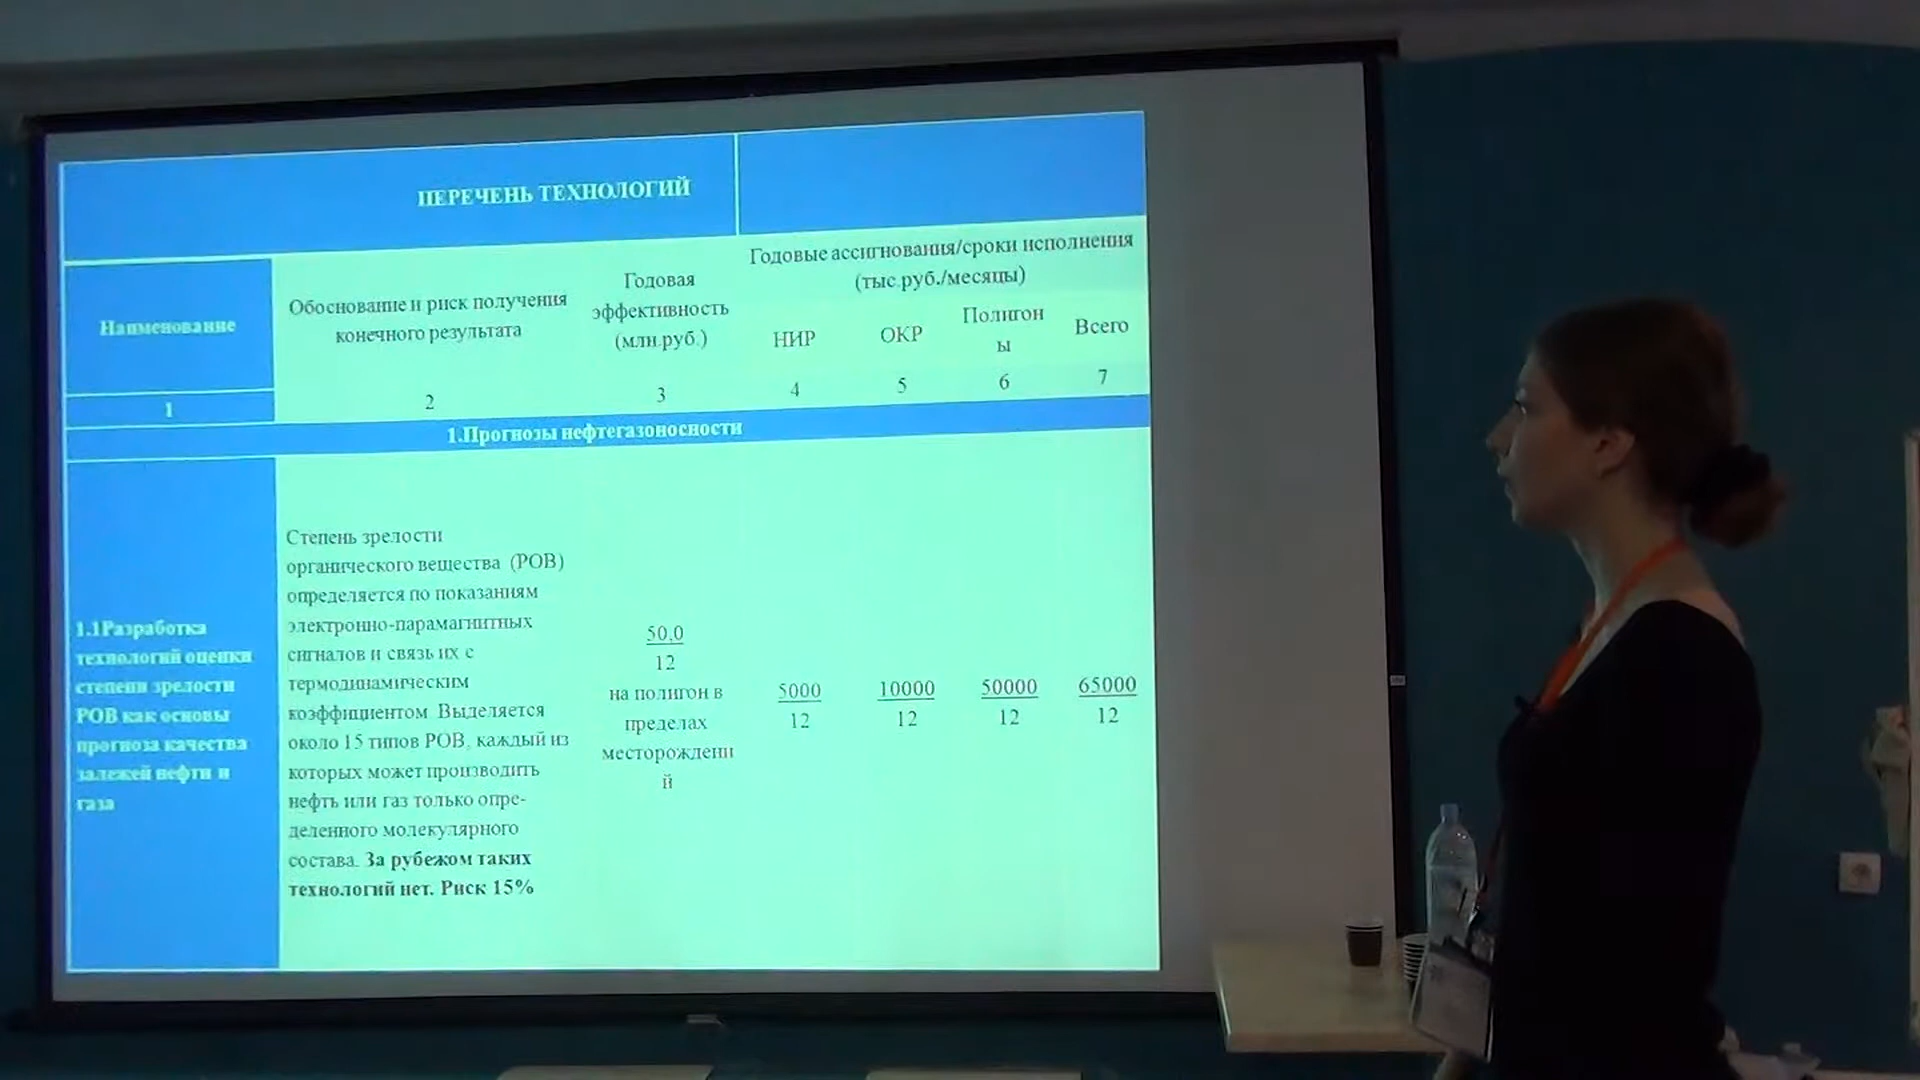 ПЕРЕЧЕНЬ ТЕХНОЛОГИЙ
Наименование
Обоснование и риск получения
конечного результата
Годовая
эффективность
(млн.руб.)
Годовые ассигнования/сроки исполнения
(тыс.руб./месяцы)
НИР
ОКР
Полигон
ы
Всего
1
2
3
4
5
6
7
1.Прогнозы нефтегазоносности
1.1Разработка
технологий оценки
степени зрелости
РОВ как основы
прогноза качества
залежей нефти и
газа
Степень зрелости
органического вещества (РОВ)
определяется по показаниям
электронно-парамагнитных
сигналов и связь их с
термодинамическим
коэффициентом Выделяется
около 15 типов РОВ, каждый из
которых может производить
нефть или газ только опре-
деленного молекулярного
состава. За рубежом таких
технологий нет. Риск 15%
50,0
12
на полигон в
пределах
месторождени
й
5000
12
10000
12
50000
12
65000
12